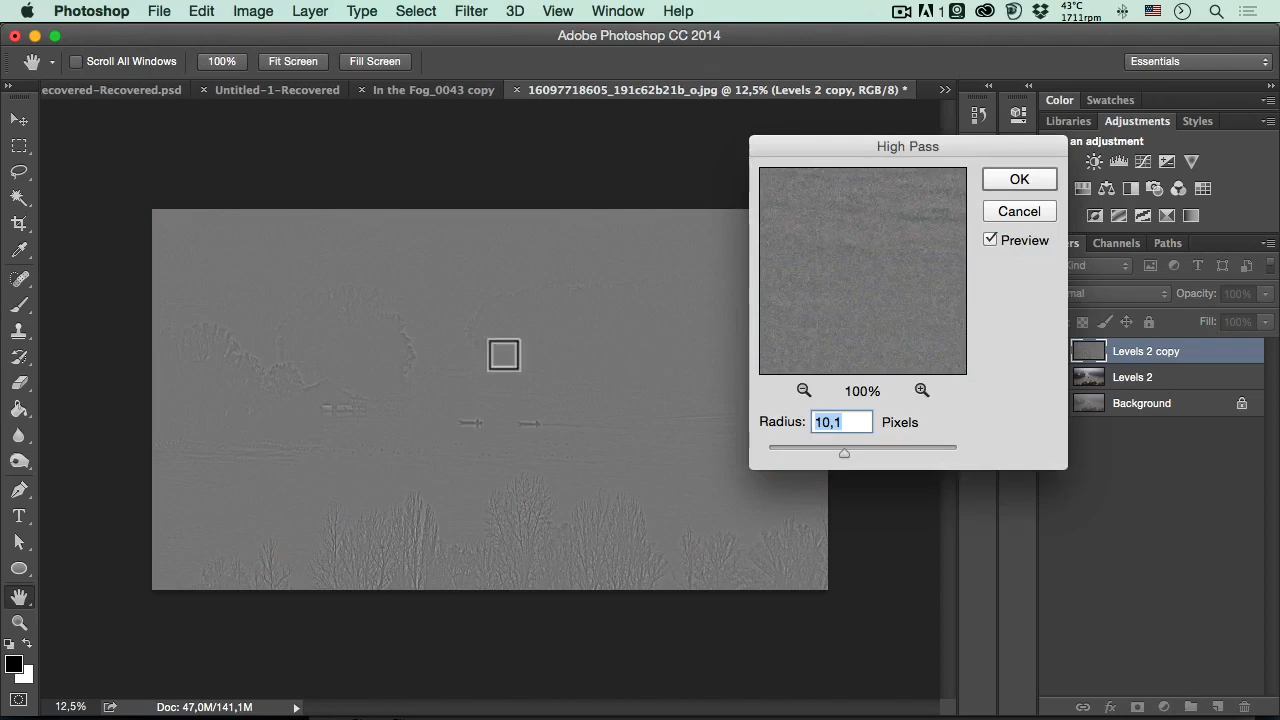 Photoshop File Edit Image Layer Type Select Filter 3D View Window Help 1 43°C
1711rpm
Adobe Photoshop CC 2014
Scroll All Windows 100% Fit Screen Fill Screen Essentials
ecovered-Recovered.psd Untitled-1-Recovered In the Fog_0043 copy 16097718605_191c62b21b_o.jpg @ 12,5% (Levels 2 copy, RGB/8) *
Color Swatches
Libraries Adjustments Styles
an adjustment
High Pass
OK
Cancel
Preview
100%
Radius: 10,1 Pixels
ers Channels Paths
Kind
mal Opacity: 100%
Fill: 100%
Levels 2 copy
Levels 2
Background
12,5% Doc: 47,0M/141,1M